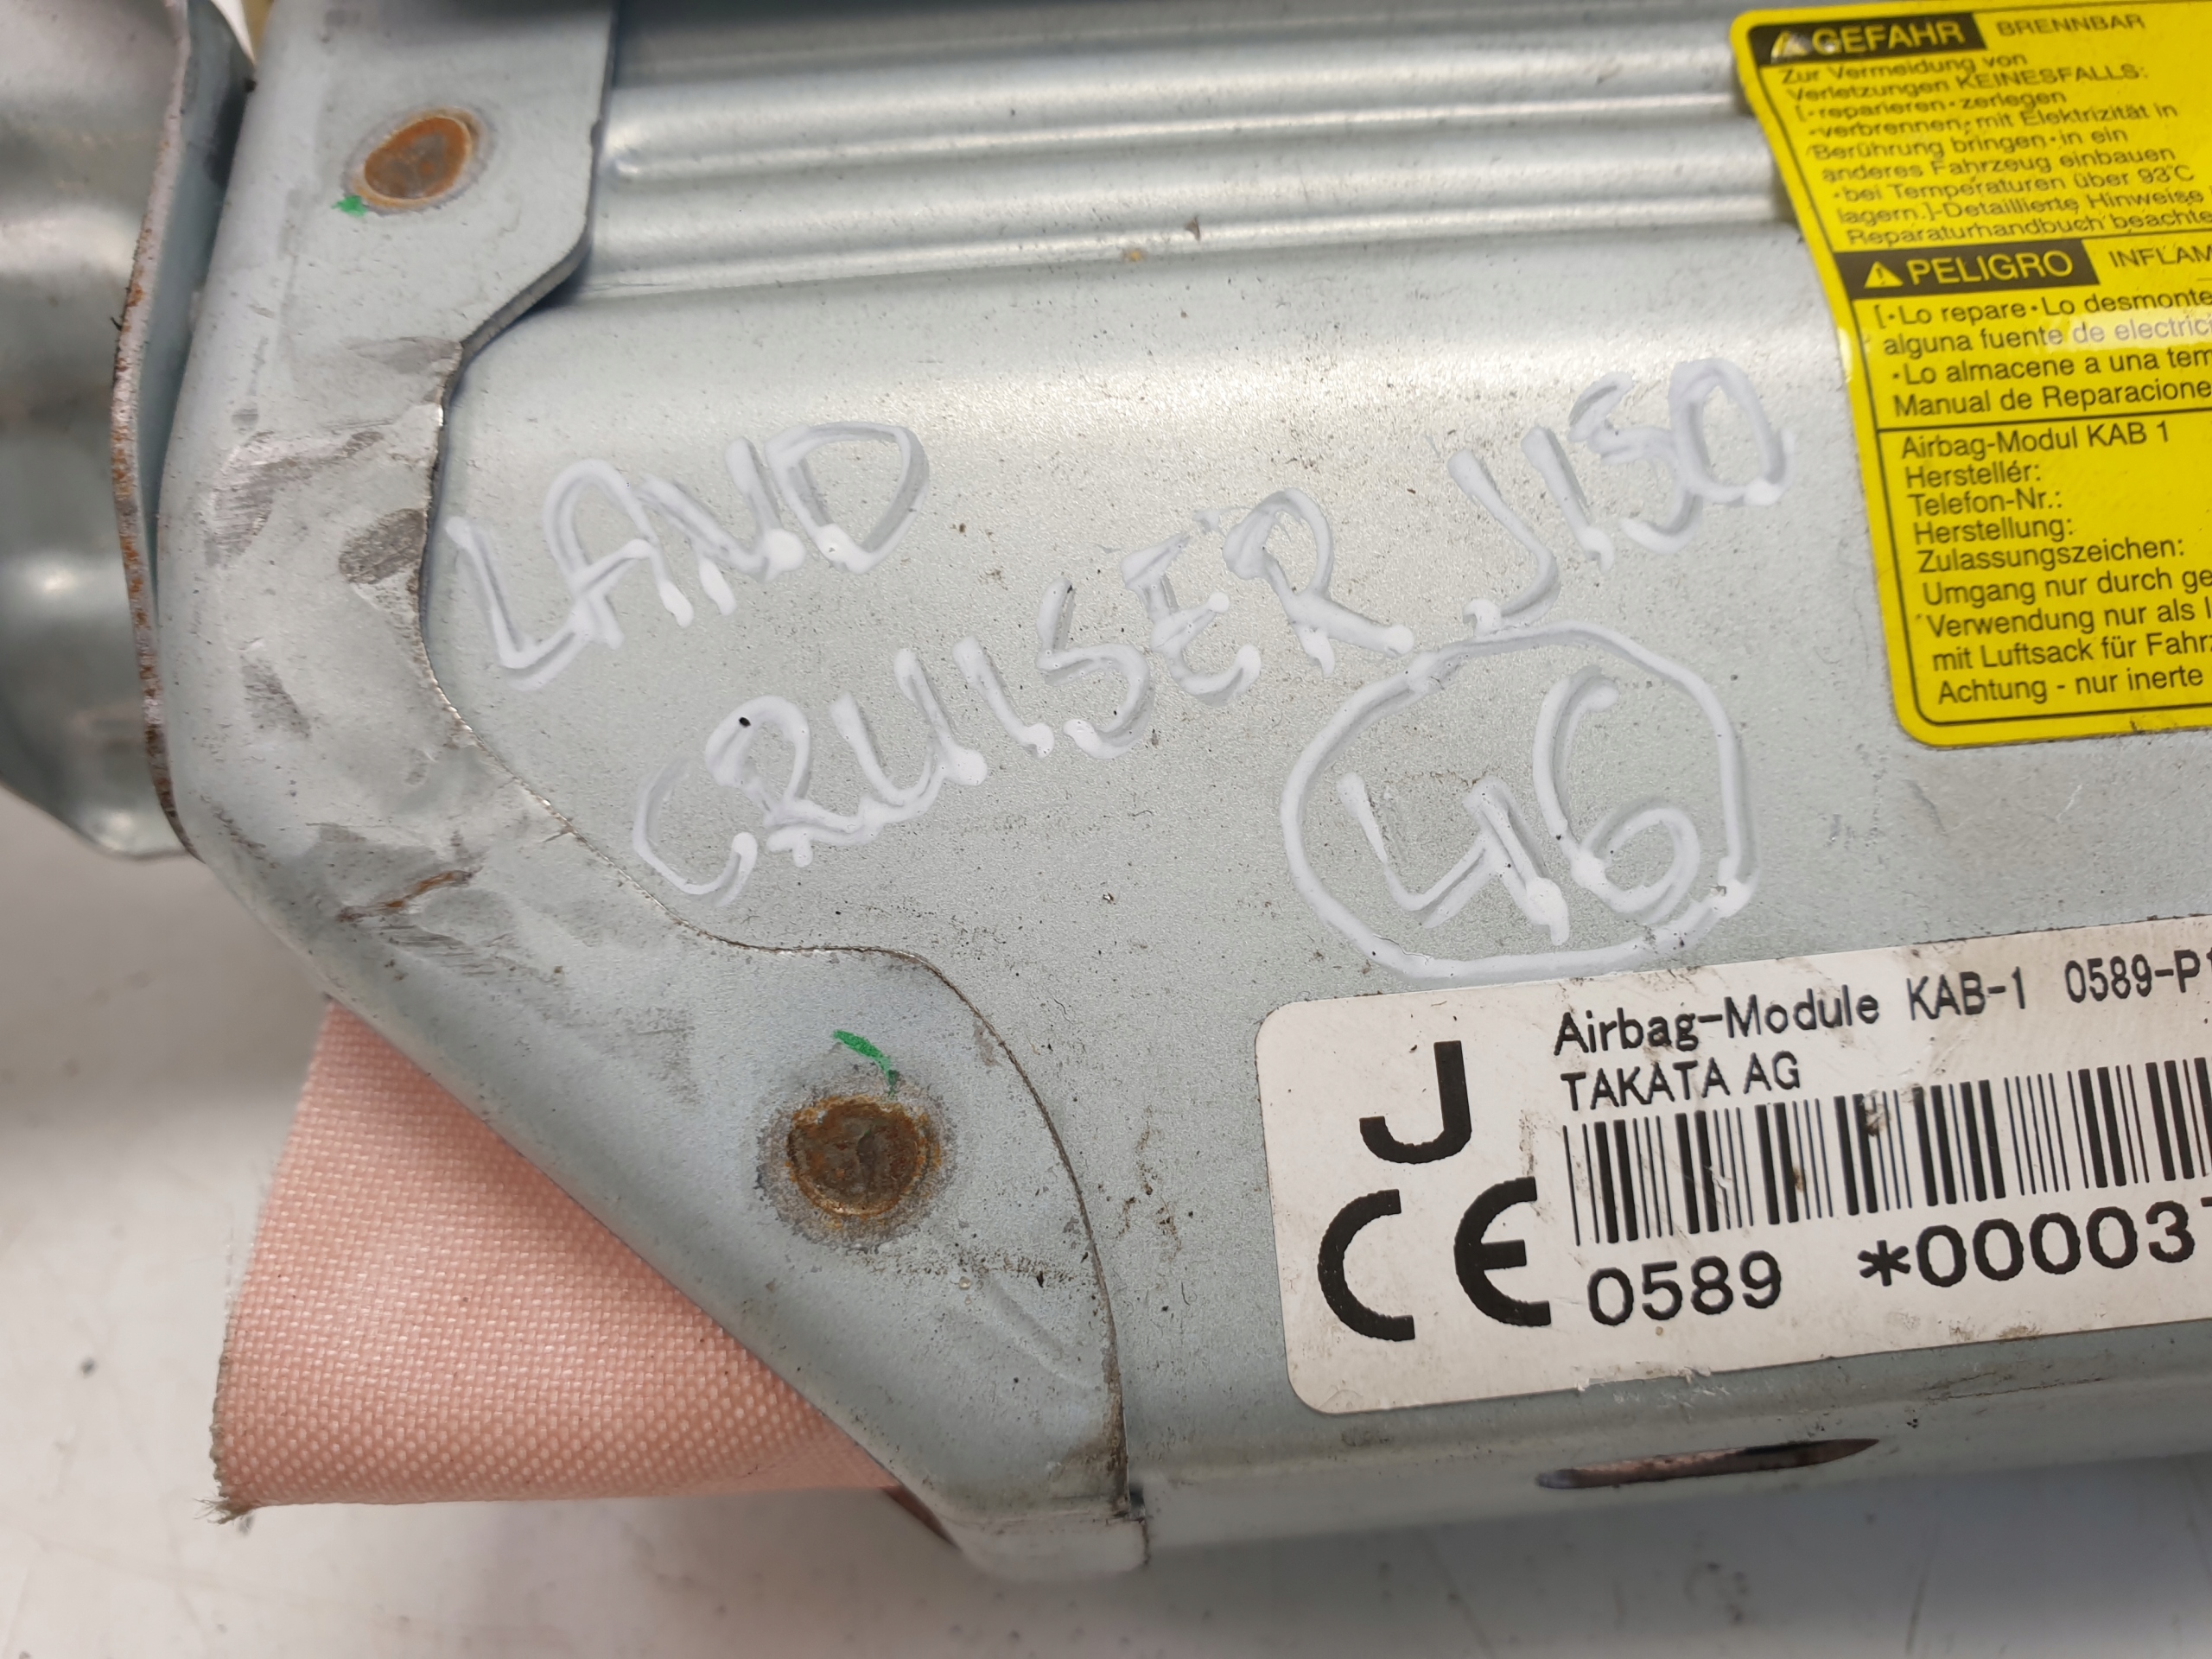 GEFAHR BRENNBAR
Zur Vermeidung von
Verletzungen KEINESFALLS:
[·reparieren·zerlegen
·verbrennen·mit Elektrizität in
Berührung bringen·in ein
anderes Fahrzeug einbauen
·bei Temperaturen über 93°C
lagern.]-Detaillierte Hinweise
Reparaturhandbuch beachte
PELIGRO INFLAM
[·Lo repare·Lo desmonte
alguna fuente de electrici
·Lo almacene a una tem
Manual de Reparacione
Airbag-Modul KAB 1
Herstellér:
Telefon-Nr.:
Herstellung:
Zulassungszeichen:
Umgang nur durch ge
Verwendung nur als
mit Luftsack für Fahrz
Achtung - nur inerte
LAND
CRUISER J150
46
Airbag-Module KAB-1 0589-P1
TAKATA AG
J
CE
0589 *00003